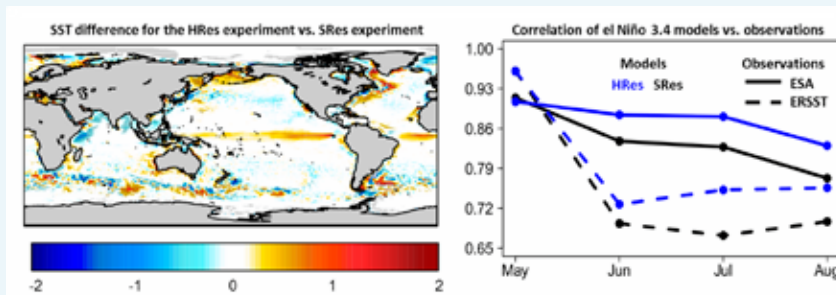 SST difference for the HRes experiment vs. SRes experiment
-2
-1
0
1
2
Correlation of el Niño 3.4 models vs. observations
1.00
0.93
0.86
0.79
0.72
0.65
Models
HRes SRes
Observations
ESA
ERSST
May
Jun
Jul
Aug